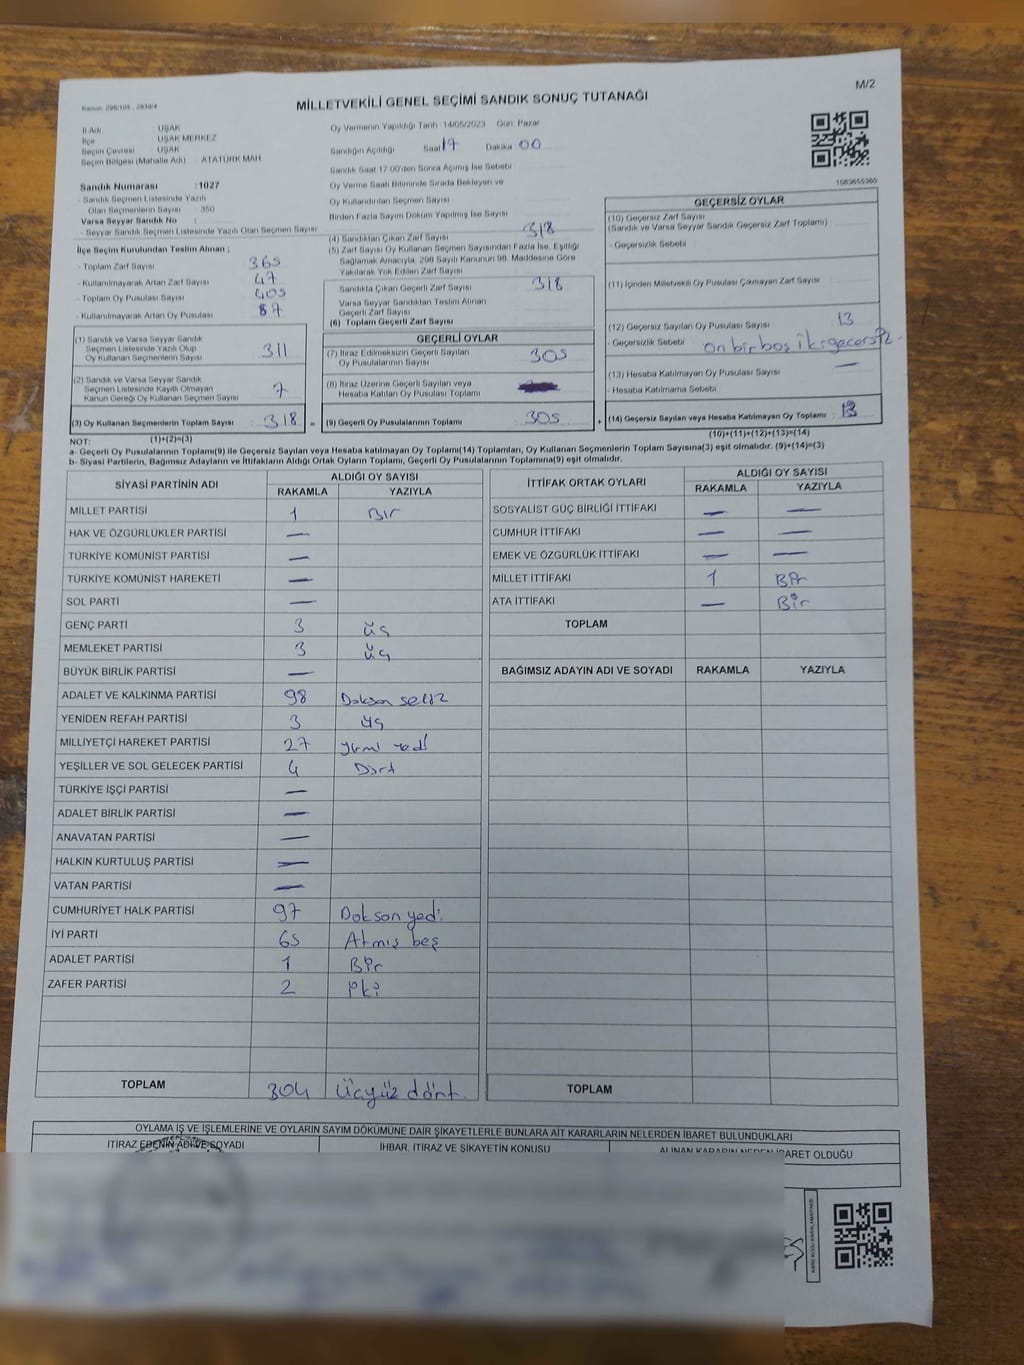 M/2
Kanun: 298/105 , 2839/4
MİLLETVEKİLİ GENEL SEÇİMİ SANDIK SONUÇ TUTANAĞI
İl Adı UŞAK
İlçe UŞAK MERKEZ
Seçim Çevresi UŞAK
Seçim Bölgesi (Mahalle Adı) ATATÜRK MAH.
Sandık Numarası :1027
- Sandık Seçmen Listesinde Yazılı
Olan Seçmenlerin Sayısı : 350
Varsa Seyyar Sandık No :
- Seyyar Sandık Seçmen Listesinde Yazılı Olan Seçmen Sayısı
İlçe Seçim Kurulundan Teslim Alınan ;
- Toplam Zarf Sayısı 365
- Kullanılmayarak Artan Zarf Sayısı 47
- Toplam Oy Pusulası Sayısı 405
- Kullanılmayarak Artan Oy Pusulası 87
(1) Sandık ve Varsa Seyyar Sandık
Seçmen Listesinde Yazılı Olup
Oy Kullanan Seçmenlerin Sayısı 311
(2) Sandık ve Varsa Seyyar Sandık
Seçmen Listesinde Kayıtlı Olmayan
Kanun Gereği Oy Kullanan Seçmen Sayısı 7
(3) Oy Kullanan Seçmenlerin Toplam Sayısı 318 =
(1)+(2)=(3)
Oy Vermenin Yapıldığı Tarih 14/05/2023 Gün: Pazar
Sandığın Açıldığı Saat 17 Dakika 00
Sandık Saat 17:00'den Sonra Açılmış İse Sebebi
Oy Verme Saati Bitiminde Sırada Bekleyen ve
Oy Kullandırılan Seçmen Sayısı
Birden Fazla Sayım Döküm Yapılmış İse Sayısı
(4) Sandıktan Çıkan Zarf Sayısı 318
(5) Zarf Sayısı Oy Kullanan Seçmen Sayısından Fazla İse, Eşitliği
Sağlamak Amacıyla, 298 Sayılı Kanunun 98. Maddesine Göre
Yakılarak Yok Edilen Zarf Sayısı
Sandıkta Çıkan Geçerli Zarf Sayısı 318
Varsa Seyyar Sandıktan Teslim Alınan
Geçerli Zarf Sayısı
(6) Toplam Geçerli Zarf Sayısı
GEÇERLİ OYLAR
(7) İtiraz Edilmeksizin Geçerli Sayılan
Oy Pusulalarının Sayısı 305
(8) İtiraz Üzerine Geçerli Sayılan veya
Hesaba Katılan Oy Pusulası Toplamı
(9) Geçerli Oy Pusulalarının Toplamı 305 +
1083655360
GEÇERSİZ OYLAR
(10) Geçersiz Zarf Sayısı
(Sandık ve Varsa Seyyar Sandık Geçersiz Zarf Toplamı)
- Geçersizlik Sebebi
(11) İçinden Milletvekili Oy Pusulası Çıkmayan Zarf Sayısı
(12) Geçersiz Sayılan Oy Pusulası Sayısı 13
- Geçersizlik Sebebi : on bir boş iki geçersiz -
(13) Hesaba Katılmayan Oy Pusulası Sayısı —
- Hesaba Katılmama Sebebi
(14) Geçersiz Sayılan veya Hesaba Katılmayan Oy Toplamı 13
(10)+(11)+(12)+(13)=(14)
NOT:
a- Geçerli Oy Pusulalarının Toplamı(9) ile Geçersiz Sayılan veya Hesaba katılmayan Oy Toplamı(14) Toplamları, Oy Kullanan Seçmenlerin Toplam Sayısına(3) eşit olmalıdır. (9)+(14)=(3)
b- Siyasi Partilerin, Bağımsız Adayların ve İttifakların Aldığı Ortak Oyların Toplamı, Geçerli Oy Pusulalarının Toplamına(9) eşit olmalıdır.
SİYASİ PARTİNİN ADI
ALDIĞI OY SAYISI
RAKAMLA YAZIYLA
MİLLET PARTİSİ 1 Bir
HAK VE ÖZGÜRLÜKLER PARTİSİ —
TÜRKİYE KOMÜNİST PARTİSİ —
TÜRKİYE KOMÜNİST HAREKETİ —
SOL PARTİ —
GENÇ PARTİ 3 üç
MEMLEKET PARTİSİ 3 üç
BÜYÜK BİRLİK PARTİSİ —
ADALET VE KALKINMA PARTİSİ 98 Doksan sekiz
YENİDEN REFAH PARTİSİ 3 üç
MİLLİYETÇİ HAREKET PARTİSİ 27 yirmi yedi
YEŞİLLER VE SOL GELECEK PARTİSİ 4 Dört
TÜRKİYE İŞÇİ PARTİSİ —
ADALET BİRLİK PARTİSİ —
ANAVATAN PARTİSİ —
HALKIN KURTULUŞ PARTİSİ —
VATAN PARTİSİ —
CUMHURİYET HALK PARTİSİ 97 Doksan yedi
İYİ PARTİ 65 Atmış beş
ADALET PARTİSİ 1 Bir
ZAFER PARTİSİ 2 iki
TOPLAM 304 Üçyüz dört.
İTTİFAK ORTAK OYLARI
ALDIĞI OY SAYISI
RAKAMLA YAZIYLA
SOSYALİST GÜÇ BİRLİĞİ İTTİFAKI — —
CUMHUR İTTİFAKI — —
EMEK VE ÖZGÜRLÜK İTTİFAKI — —
MİLLET İTTİFAKI 1 Bir
ATA İTTİFAKI — Bir
TOPLAM
BAĞIMSIZ ADAYIN ADI VE SOYADI RAKAMLA YAZIYLA
TOPLAM
OYLAMA İŞ VE İŞLEMLERİNE VE OYLARIN SAYIM DÖKÜMÜNE DAİR ŞİKAYETLERLE BUNLARA AİT KARARLARIN NELERDEN İBARET BULUNDUKLARI
İTİRAZ EDENİN ADI VE SOYADI İHBAR, İTİRAZ VE ŞİKAYETİN KONUSU ALINAN KARARIN NEDEN İBARET OLDUĞU